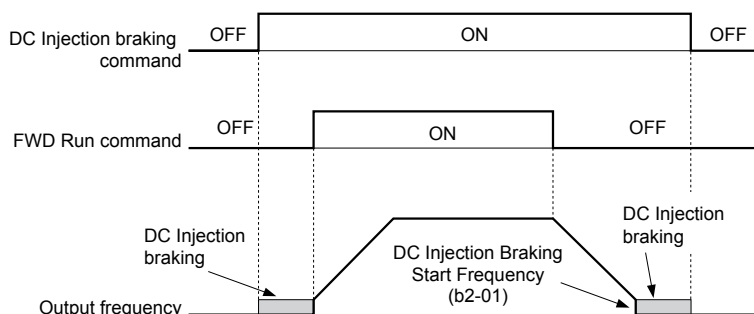 DC Injection braking
command
OFF
ON
OFF
FWD Run command
OFF
ON
OFF
DC Injection
braking
DC Injection Braking
Start Frequency
(b2-01)
DC Injection
braking
Output frequency